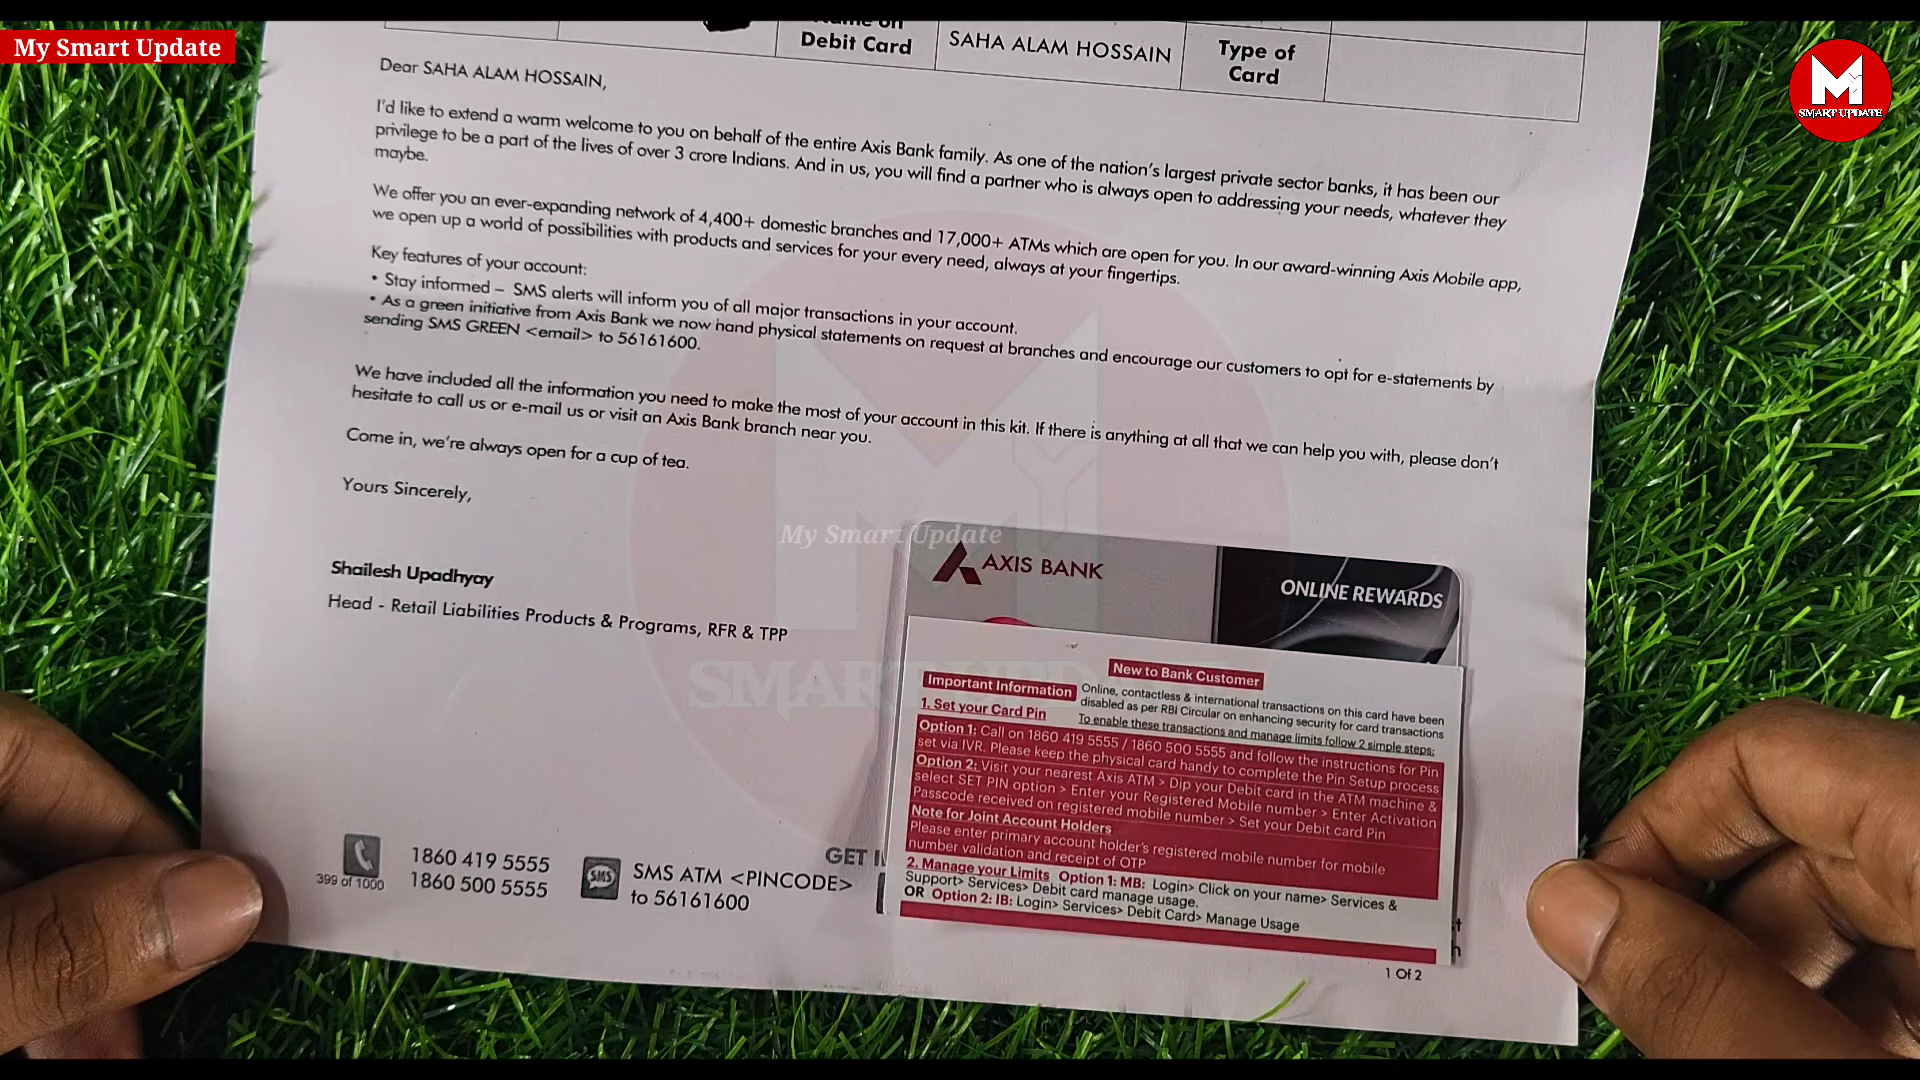 My Smart Update
M
SMART UPDATE
Name on
Debit Card
SAHA ALAM HOSSAIN
Type of
Card
Dear SAHA ALAM HOSSAIN,
I'd like to extend a warm welcome to you on behalf of the entire Axis Bank family. As one of the nation's largest private sector banks, it has been our
privilege to be a part of the lives of over 3 crore Indians. And in us, you will find a partner who is always open to addressing your needs, whatever they
maybe.
We offer you an ever-expanding network of 4,400+ domestic branches and 17,000+ ATMs which are open for you. In our award-winning Axis Mobile app,
we open up a world of possibilities with products and services for your every need, always at your fingertips.
Key features of your account:
• Stay informed – SMS alerts will inform you of all major transactions in your account.
• As a green initiative from Axis Bank we now hand physical statements on request at branches and encourage our customers to opt for e-statements by
sending SMS GREEN <email> to 56161600.
We have included all the information you need to make the most of your account in this kit. If there is anything at all that we can help you with, please don't
hesitate to call us or e-mail us or visit an Axis Bank branch near you.
Come in, we're always open for a cup of tea.
Yours Sincerely,
My Smart Update
Shailesh Upadhyay
Head - Retail Liabilities Products & Programs, RFR & TPP
AXIS BANK
ONLINE REWARDS
New to Bank Customer
Important Information
Online, contactless & international transactions on this card have been
disabled as per RBI Circular on enhancing security for card transactions
To enable these transactions and manage limits follow 2 simple steps:
1. Set your Card Pin
Option 1: Call on 1860 419 5555 / 1860 500 5555 and follow the instructions for Pin
set via IVR. Please keep the physical card handy to complete the Pin Setup process
Option 2: Visit your nearest Axis ATM > Dip your Debit card in the ATM machine &
select SET PIN option > Enter your Registered Mobile number > Enter Activation
Passcode received on registered mobile number > Set your Debit card Pin
Note for Joint Account Holders
Please enter primary account holder's registered mobile number for mobile
number validation and receipt of OTP
2. Manage your Limits Option 1: MB: Login> Click on your name> Services &
Support> Services> Debit card manage usage.
OR Option 2: IB: Login> Services> Debit Card> Manage Usage
399 of 1000
1860 419 5555
1860 500 5555
SMS
SMS ATM <PINCODE>
to 56161600
GET
1 Of 2